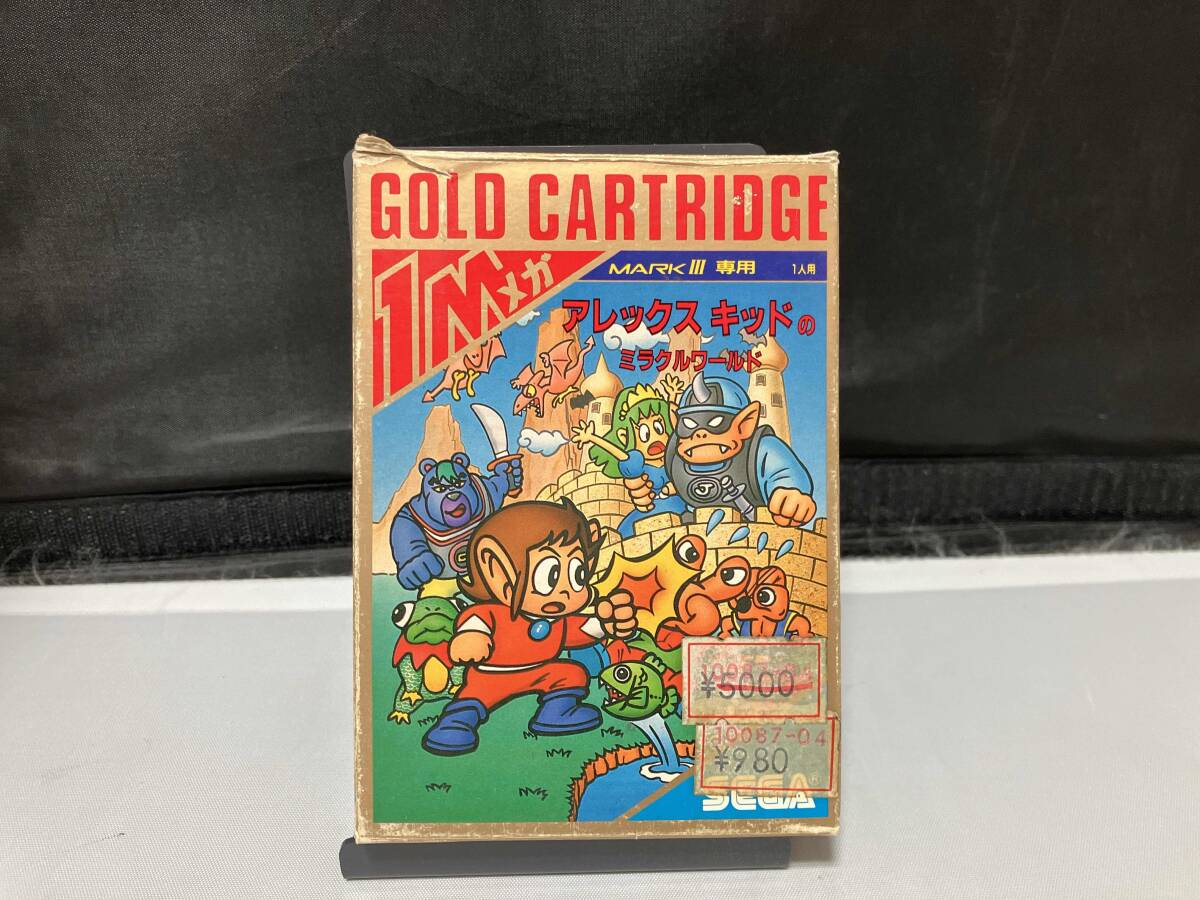 GOLD CARTRIDGE
1Mメガ
MARK III 専用 1人用
アレックス キッドの
ミラクルワールド
¥5000
10087-04
¥980
SEGA®